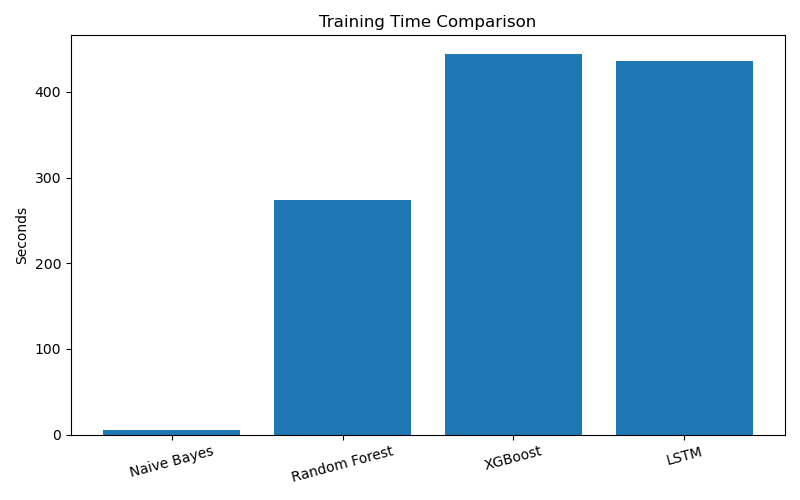 Training Time Comparison
Seconds
400
300
200
100
0
Naive Bayes
Random Forest
XGBoost
LSTM